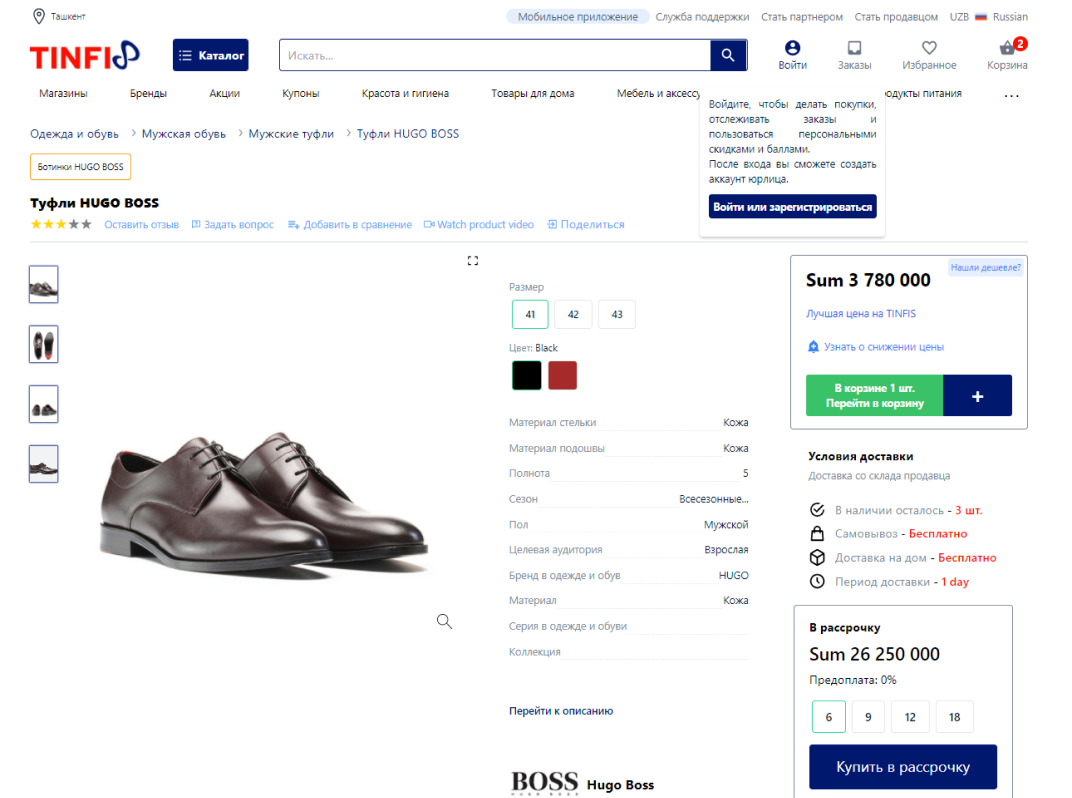 Ташкент
Мобильное приложение Служба поддержки Стать партнером Стать продавцом UZB Russian
TINFIS
Каталог
Искать...
Войти
Заказы
Избранное
2
Корзина
Магазины Бренды Акции Купоны Красота и гигиена Товары для дома Мебель и аксессу одукты питания ...
Войдите, чтобы делать покупки,
отслеживать заказы и
пользоваться персональными
скидками и баллами.
После входа вы сможете создать
аккаунт юрлица.
Войти или зарегистрироваться
Одежда и обувь > Мужская обувь > Мужские туфли > Туфли HUGO BOSS
Ботинки HUGO BOSS
Туфли HUGO BOSS
Оставить отзыв Задать вопрос Добавить в сравнение Watch product video Поделиться
Размер
41 42 43
Цвет: Black
Материал стельки Кожа
Материал подошвы Кожа
Полнота 5
Сезон Всесезонные...
Пол Мужской
Целевая аудитория Взрослая
Бренд в одежде и обув HUGO
Материал Кожа
Серия в одежде и обуви
Коллекция
Перейти к описанию
BOSS
HUGO BOSS
Hugo Boss
Нашли дешевле?
Sum 3 780 000
Лучшая цена на TINFIS
Узнать о снижении цены
В корзине 1 шт.
Перейти в корзину
+
Условия доставки
Доставка со склада продавца
В наличии осталось - 3 шт.
Самовывоз - Бесплатно
Доставка на дом - Бесплатно
Период доставки - 1 day
В рассрочку
Sum 26 250 000
Предоплата: 0%
6 9 12 18
Купить в рассрочку